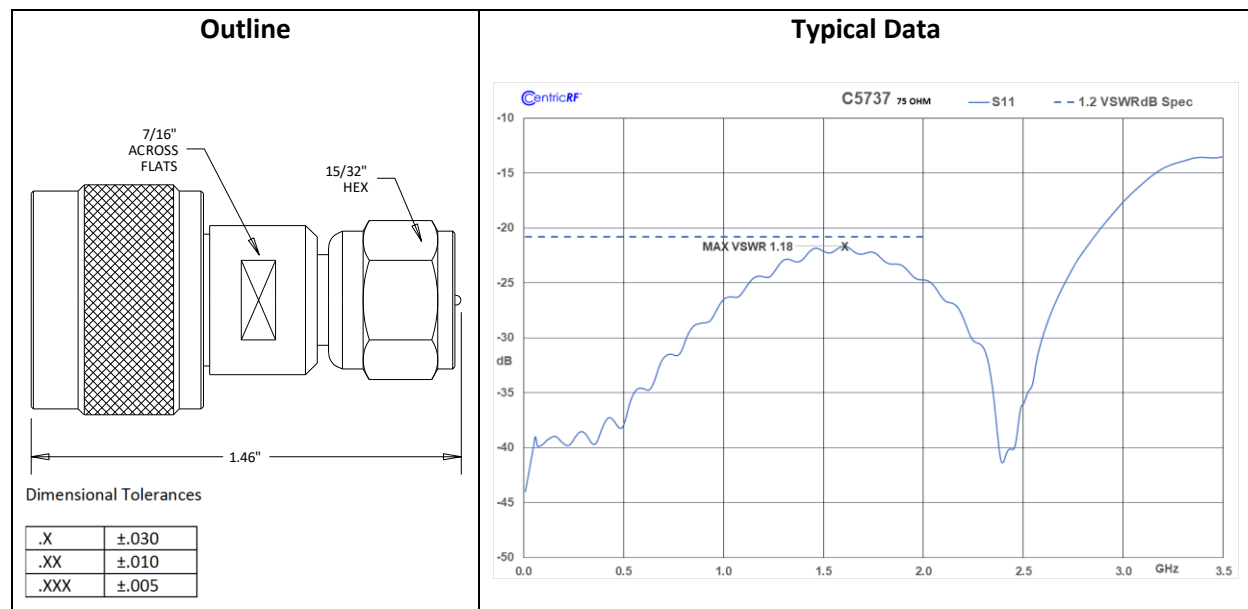 Outline
7/16"
ACROSS
FLATS
15/32"
HEX
1.46"
Dimensional Tolerances
.X ±.030
.XX ±.010
.XXX ±.005
Typical Data
CentricRF C5737 75 OHM S11 1.2 VSWRdB Spec
-10
-15
-20
MAX VSWR 1.18 X
-25
-30
dB
-35
-40
-45
-50
0.0 0.5 1.0 1.5 2.0 2.5 3.0 GHz 3.5